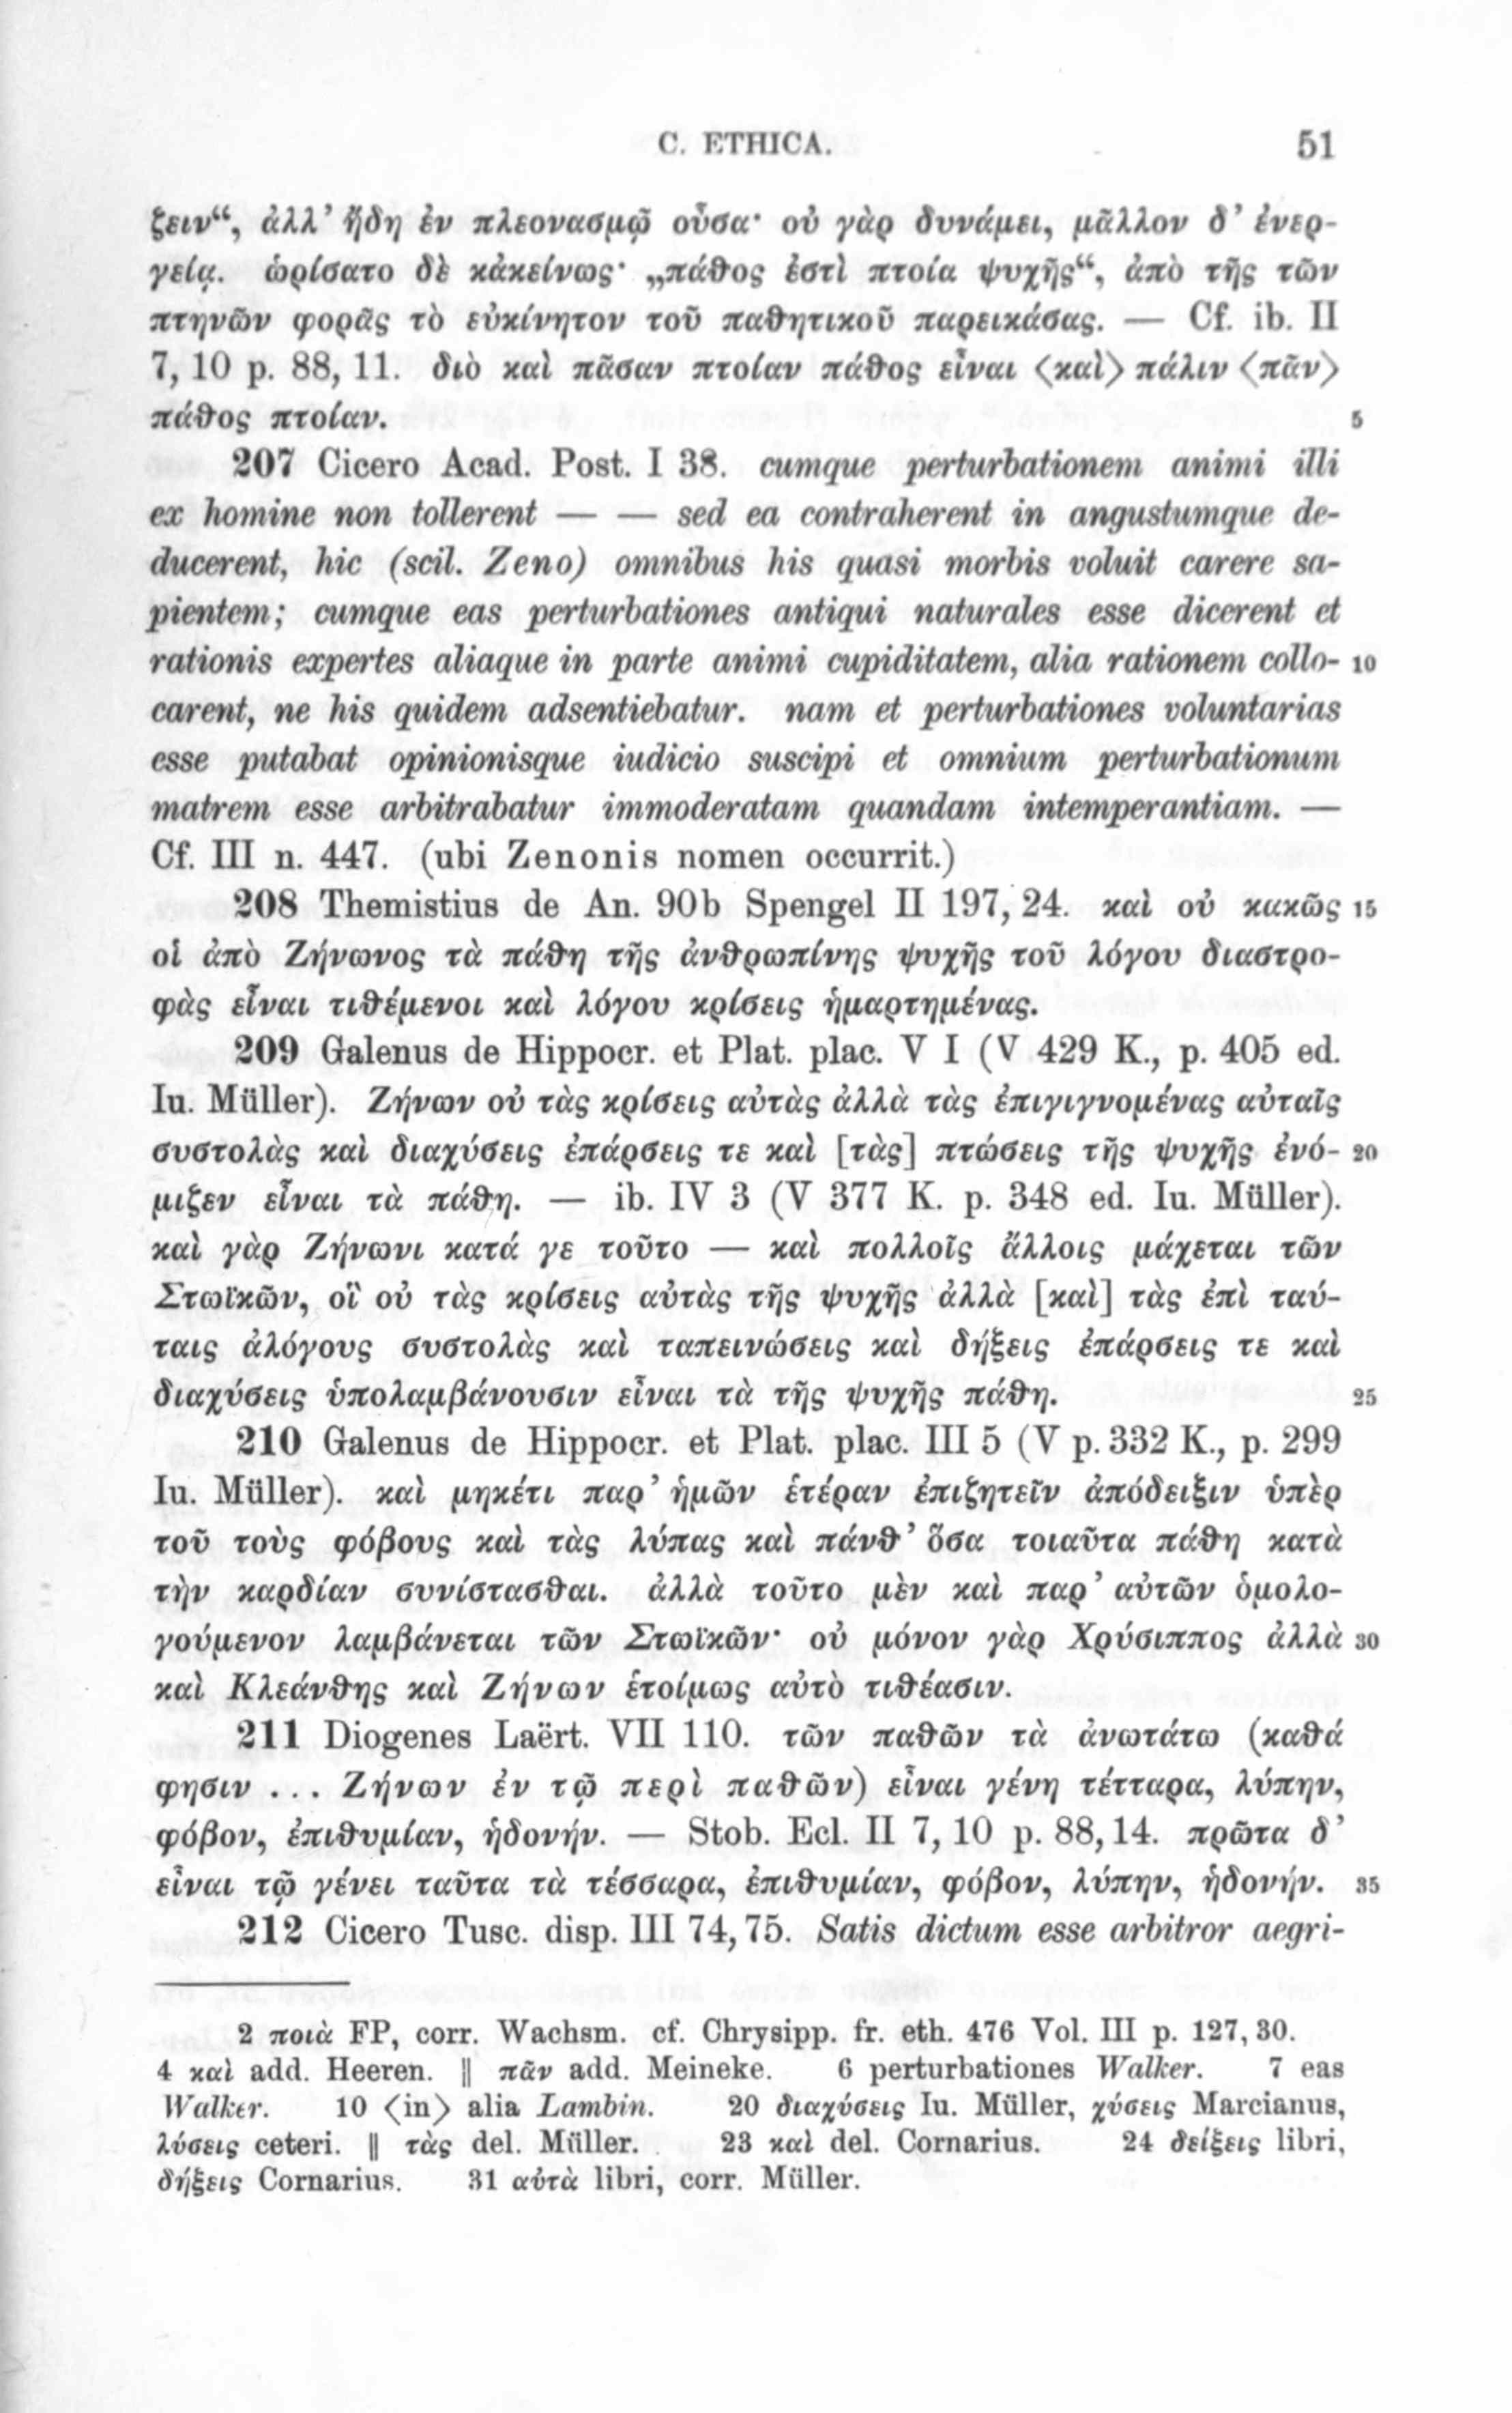 C. ETHICA. 51
ζειν“, ἀλλ’ ἤδη ἐν πλεονασμῷ οὖσα· οὐ γὰρ δυνάμει, μᾶλλον δ’ ἐνερ-
γείᾳ. ὡρίσατο δὲ κἀκείνως· „πάθος ἐστὶ πτοία ψυχῆς“, ἀπὸ τῆς τῶν
πτηνῶν φορᾶς τὸ εὐκίνητον τοῦ παθητικοῦ παρεικάσας. — Cf. ib. II
7, 10 p. 88, 11. διὸ καὶ πᾶσαν πτοίαν πάθος εἶναι <καὶ> πάλιν <πᾶν>
πάθος πτοίαν. 5
207 Cicero Acad. Post. I 38. cumque perturbationem animi illi
ex homine non tollerent — — sed ea contraherent in angustumque de-
ducerent, hic (scil. Zeno) omnibus his quasi morbis voluit carere sa-
pientem; cumque eas perturbationes antiqui naturales esse dicerent et
rationis expertes aliaque in parte animi cupiditatem, alia rationem collo- 10
carent, ne his quidem adsentiebatur. nam et perturbationes voluntarias
esse putabat opinionisque iudicio suscipi et omnium perturbationum
matrem esse arbitrabatur immoderatam quandam intemperantiam. —
Cf. III n. 447. (ubi Zenonis nomen occurrit.)
208 Themistius de An. 90b Spengel II 197, 24. καὶ οὐ κακῶς 15
οἱ ἀπὸ Ζήνωνος τὰ πάθη τῆς ἀνθρωπίνης ψυχῆς τοῦ λόγου διαστρο-
φὰς εἶναι τιθέμενοι καὶ λόγου κρίσεις ἡμαρτημένας.
209 Galenus de Hippocr. et Plat. plac. V I (V 429 K., p. 405 ed.
Iu. Müller). Ζήνων οὐ τὰς κρίσεις αὐτὰς ἀλλὰ τὰς ἐπιγιγνομένας αὐταῖς
συστολὰς καὶ διαχύσεις ἐπάρσεις τε καὶ [τὰς] πτώσεις τῆς ψυχῆς ἐνό- 20
μιζεν εἶναι τὰ πάθη. — ib. IV 3 (V 377 K. p. 348 ed. Iu. Müller).
καὶ γὰρ Ζήνωνι κατά γε τοῦτο — καὶ πολλοῖς ἄλλοις μάχεται τῶν
Στωϊκῶν, οἳ οὐ τὰς κρίσεις αὐτὰς τῆς ψυχῆς ἀλλὰ [καὶ] τὰς ἐπὶ ταύ-
ταις ἀλόγους συστολὰς καὶ ταπεινώσεις καὶ δήξεις ἐπάρσεις τε καὶ
διαχύσεις ὑπολαμβάνουσιν εἶναι τὰ τῆς ψυχῆς πάθη. 25
210 Galenus de Hippocr. et Plat. plac. III 5 (V p. 332 K., p. 299
Iu. Müller). καὶ μηκέτι παρ’ ἡμῶν ἑτέραν ἐπιζητεῖν ἀπόδειξιν ὑπὲρ
τοῦ τοὺς φόβους καὶ τὰς λύπας καὶ πάνθ’ ὅσα τοιαῦτα πάθη κατὰ
τὴν καρδίαν συνίστασθαι. ἀλλὰ τοῦτο μὲν καὶ παρ’ αὐτῶν ὁμολο-
γούμενον λαμβάνεται τῶν Στωϊκῶν· οὐ μόνον γὰρ Χρύσιππος ἀλλὰ 30
καὶ Κλεάνθης καὶ Ζήνων ἑτοίμως αὐτὸ τιθέασιν.
211 Diogenes Laërt. VII 110. τῶν παθῶν τὰ ἀνωτάτω (καθά
φησιν ... Ζήνων ἐν τῷ περὶ παθῶν) εἶναι γένη τέτταρα, λύπην,
φόβον, ἐπιθυμίαν, ἡδονήν. — Stob. Ecl. II 7, 10 p. 88, 14. πρῶτα δ’
εἶναι τῷ γένει ταῦτα τὰ τέσσαρα, ἐπιθυμίαν, φόβον, λύπην, ἡδονήν. 35
212 Cicero Tusc. disp. III 74, 75. Satis dictum esse arbitror aegri-
2 ποιὰ FP, corr. Wachsm. cf. Chrysipp. fr. eth. 476 Vol. III p. 127, 30.
4 καὶ add. Heeren. || πᾶν add. Meineke. 6 perturbationes Walker. 7 eas
Walker. 10 <in> alia Lambin. 20 διαχύσεις Iu. Müller, χύσεις Marcianus,
λύσεις ceteri. || τὰς del. Müller. 23 καὶ del. Cornarius. 24 δείξεις libri,
δήξεις Cornarius. 31 αὐτὰ libri, corr. Müller.